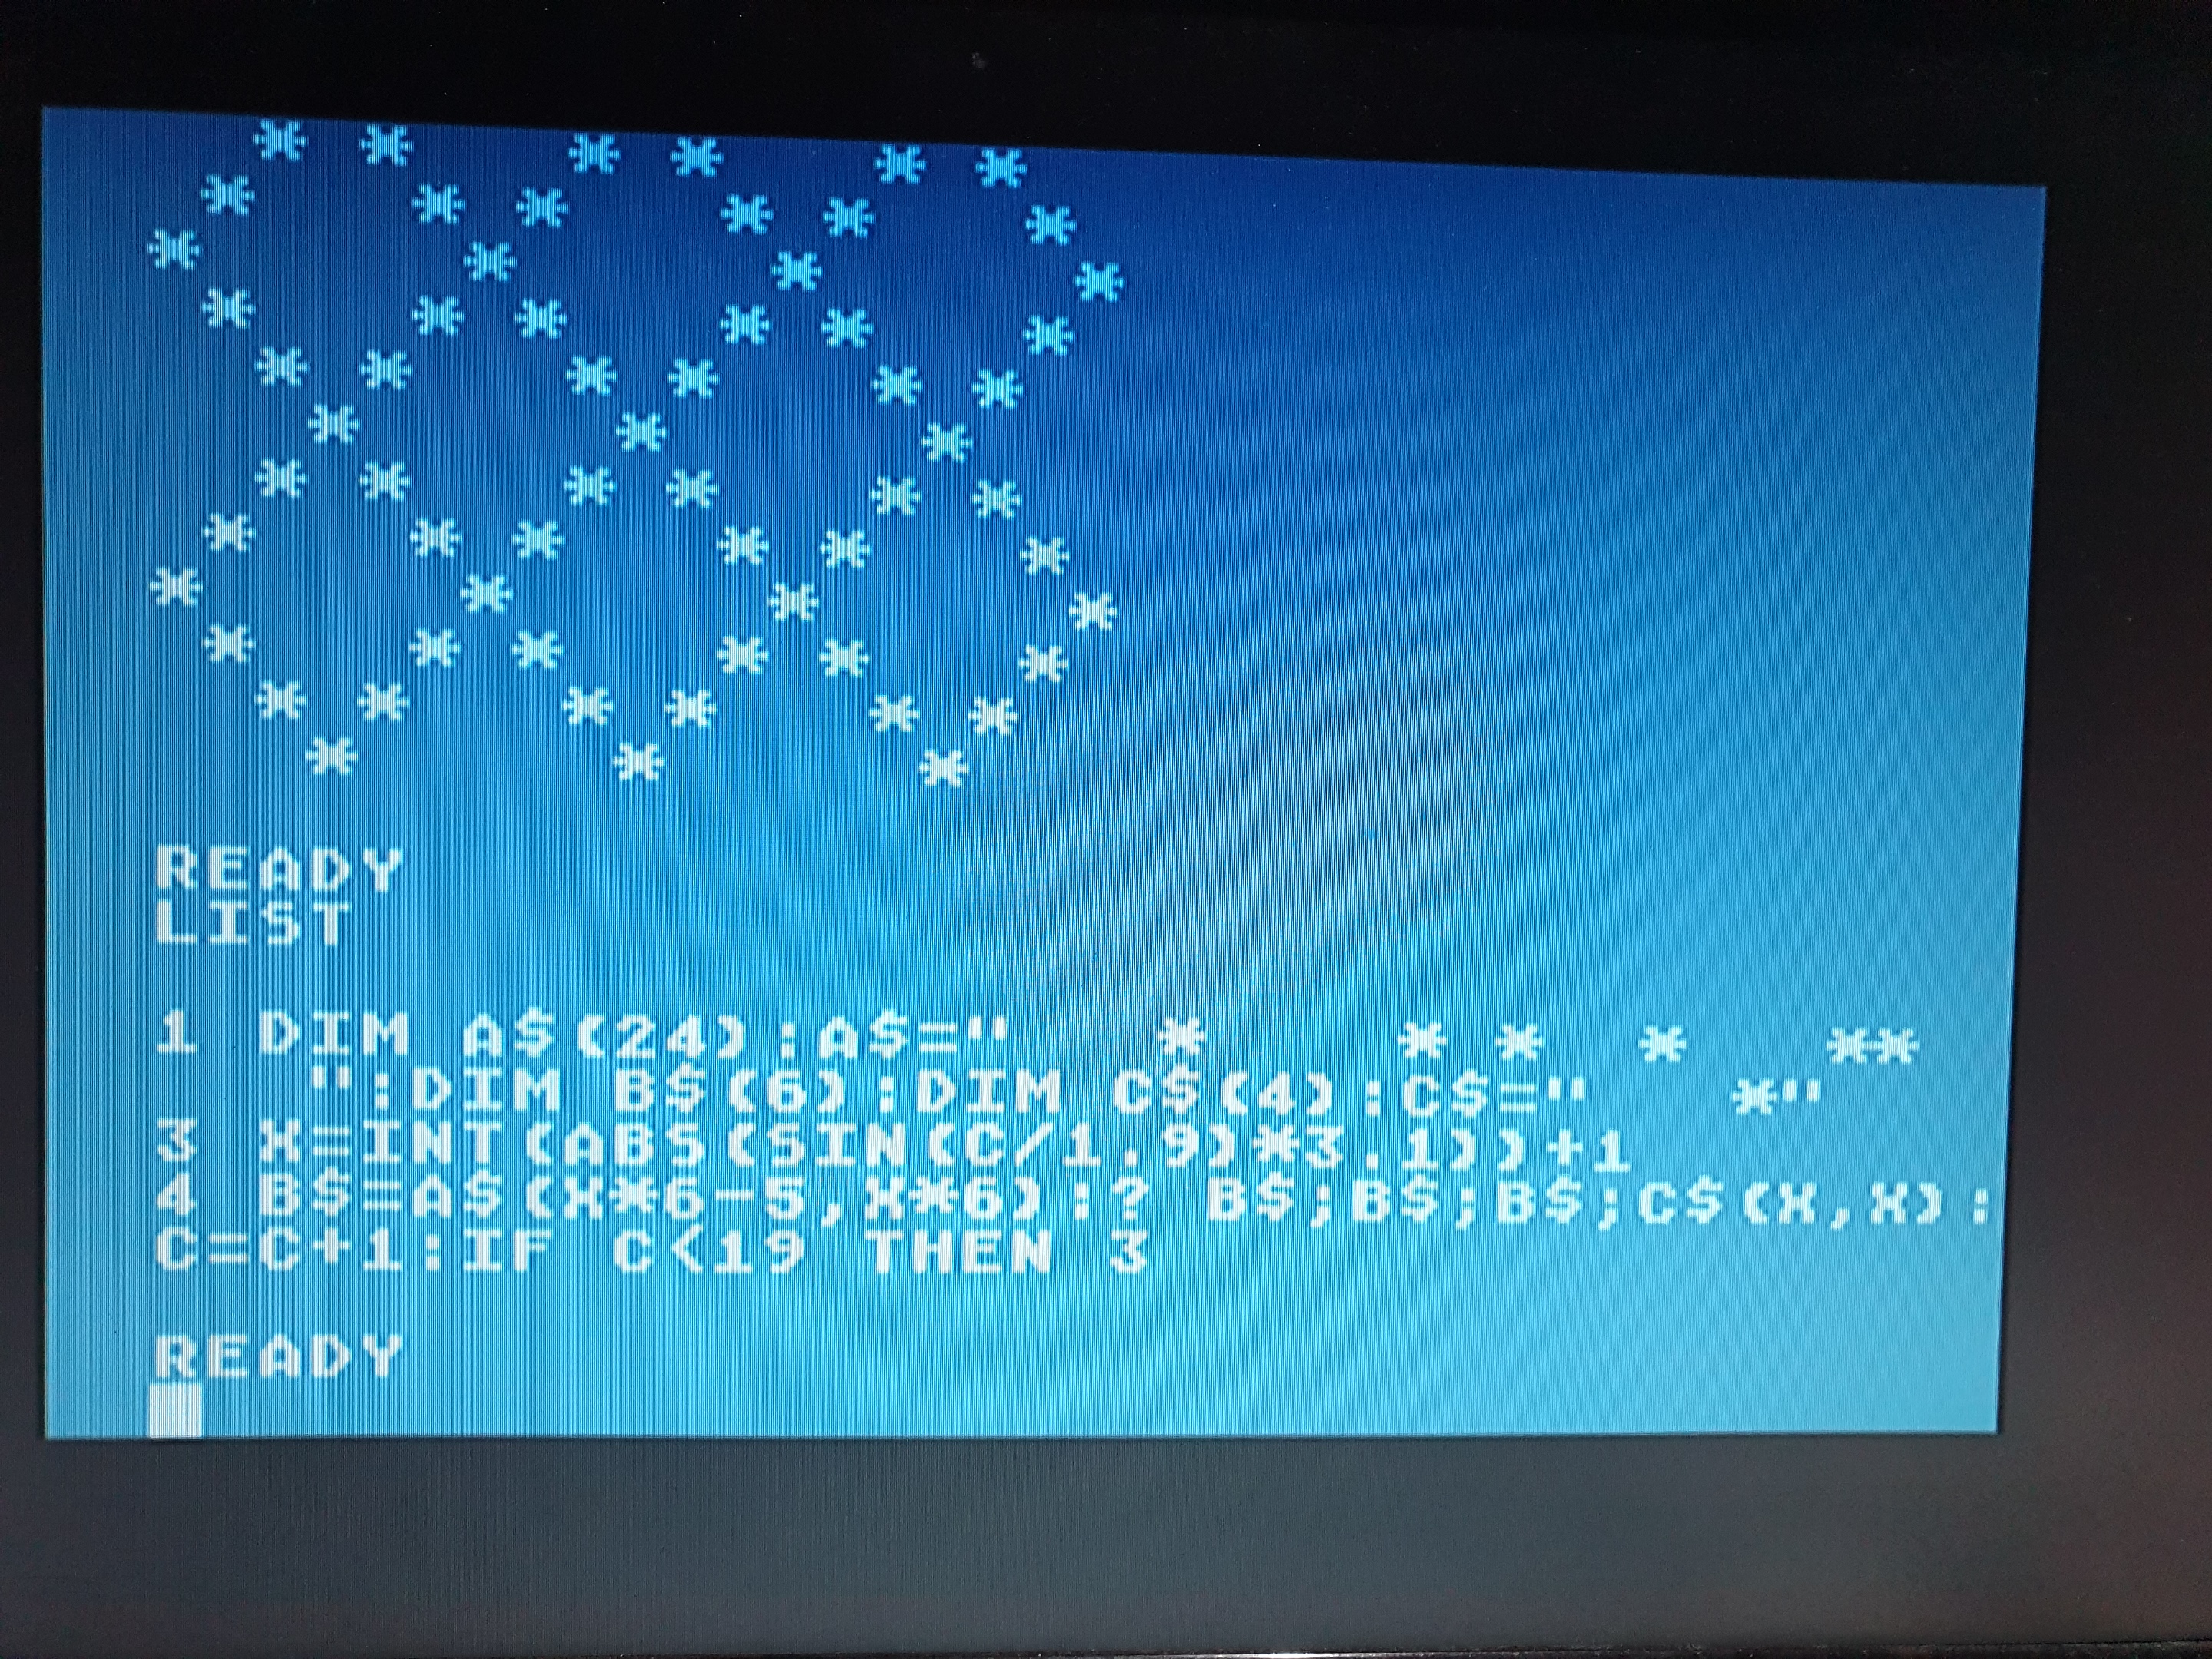 *   *   *   *   *   *
 *   * *   * *   *
*     *     *     *
 *   * *   * *   *
  * *   * *   * *
   *     *     *
  * *   * *   * *
 *   * *   * *   *
*     *     *     *
 *   * *   * *   *
  * *   * *   * *
   *     *     *
READY
LIST
1 DIM A$(24):A$="   *    * *  *   **
   ":DIM B$(6):DIM C$(4):C$="   *"
3 X=INT(ABS(SIN(C/1.9)*3.1))+1
4 B$=A$(X*6-5,X*6):? B$;B$;B$;C$(X,X):
C=C+1:IF C<19 THEN 3
READY